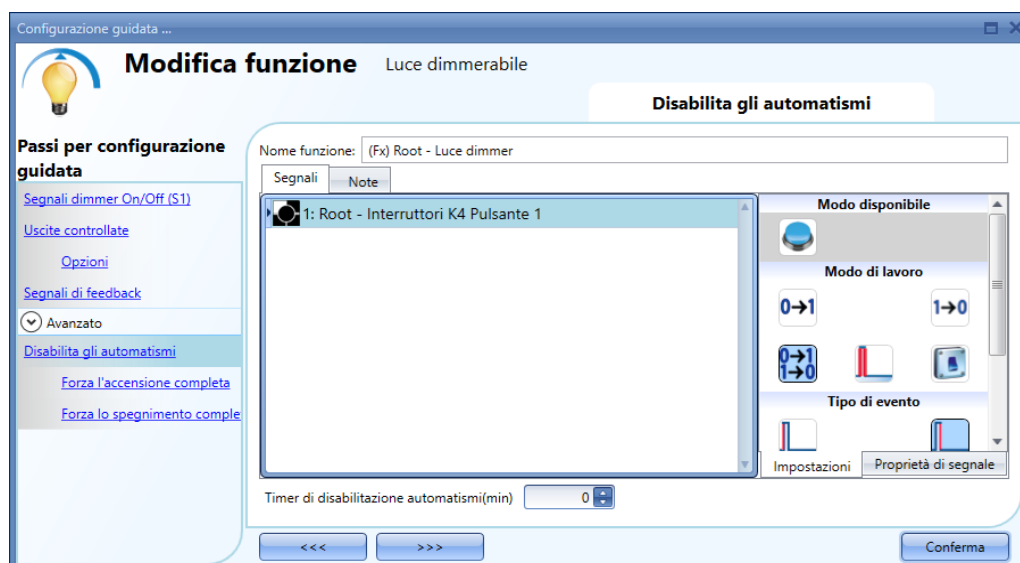 Configurazione guidata ...
Modifica funzione Luce dimmerabile
Disabilita gli automatismi
Passi per configurazione guidata
Segnali dimmer On/Off (S1)
Uscite controllate
Opzioni
Segnali di feedback
Avanzato
Disabilita gli automatismi
Forza l'accensione completa
Forza lo spegnimento comple
Nome funzione: (Fx) Root - Luce dimmer
Segnali Note
1: Root - Interruttori K4 Pulsante 1
Modo disponibile
Modo di lavoro
0→1 1→0
0→1
1→0
Tipo di evento
Impostazioni Proprietà di segnale
Timer di disabilitazione automatismi(min) 0
<<< >>> Conferma